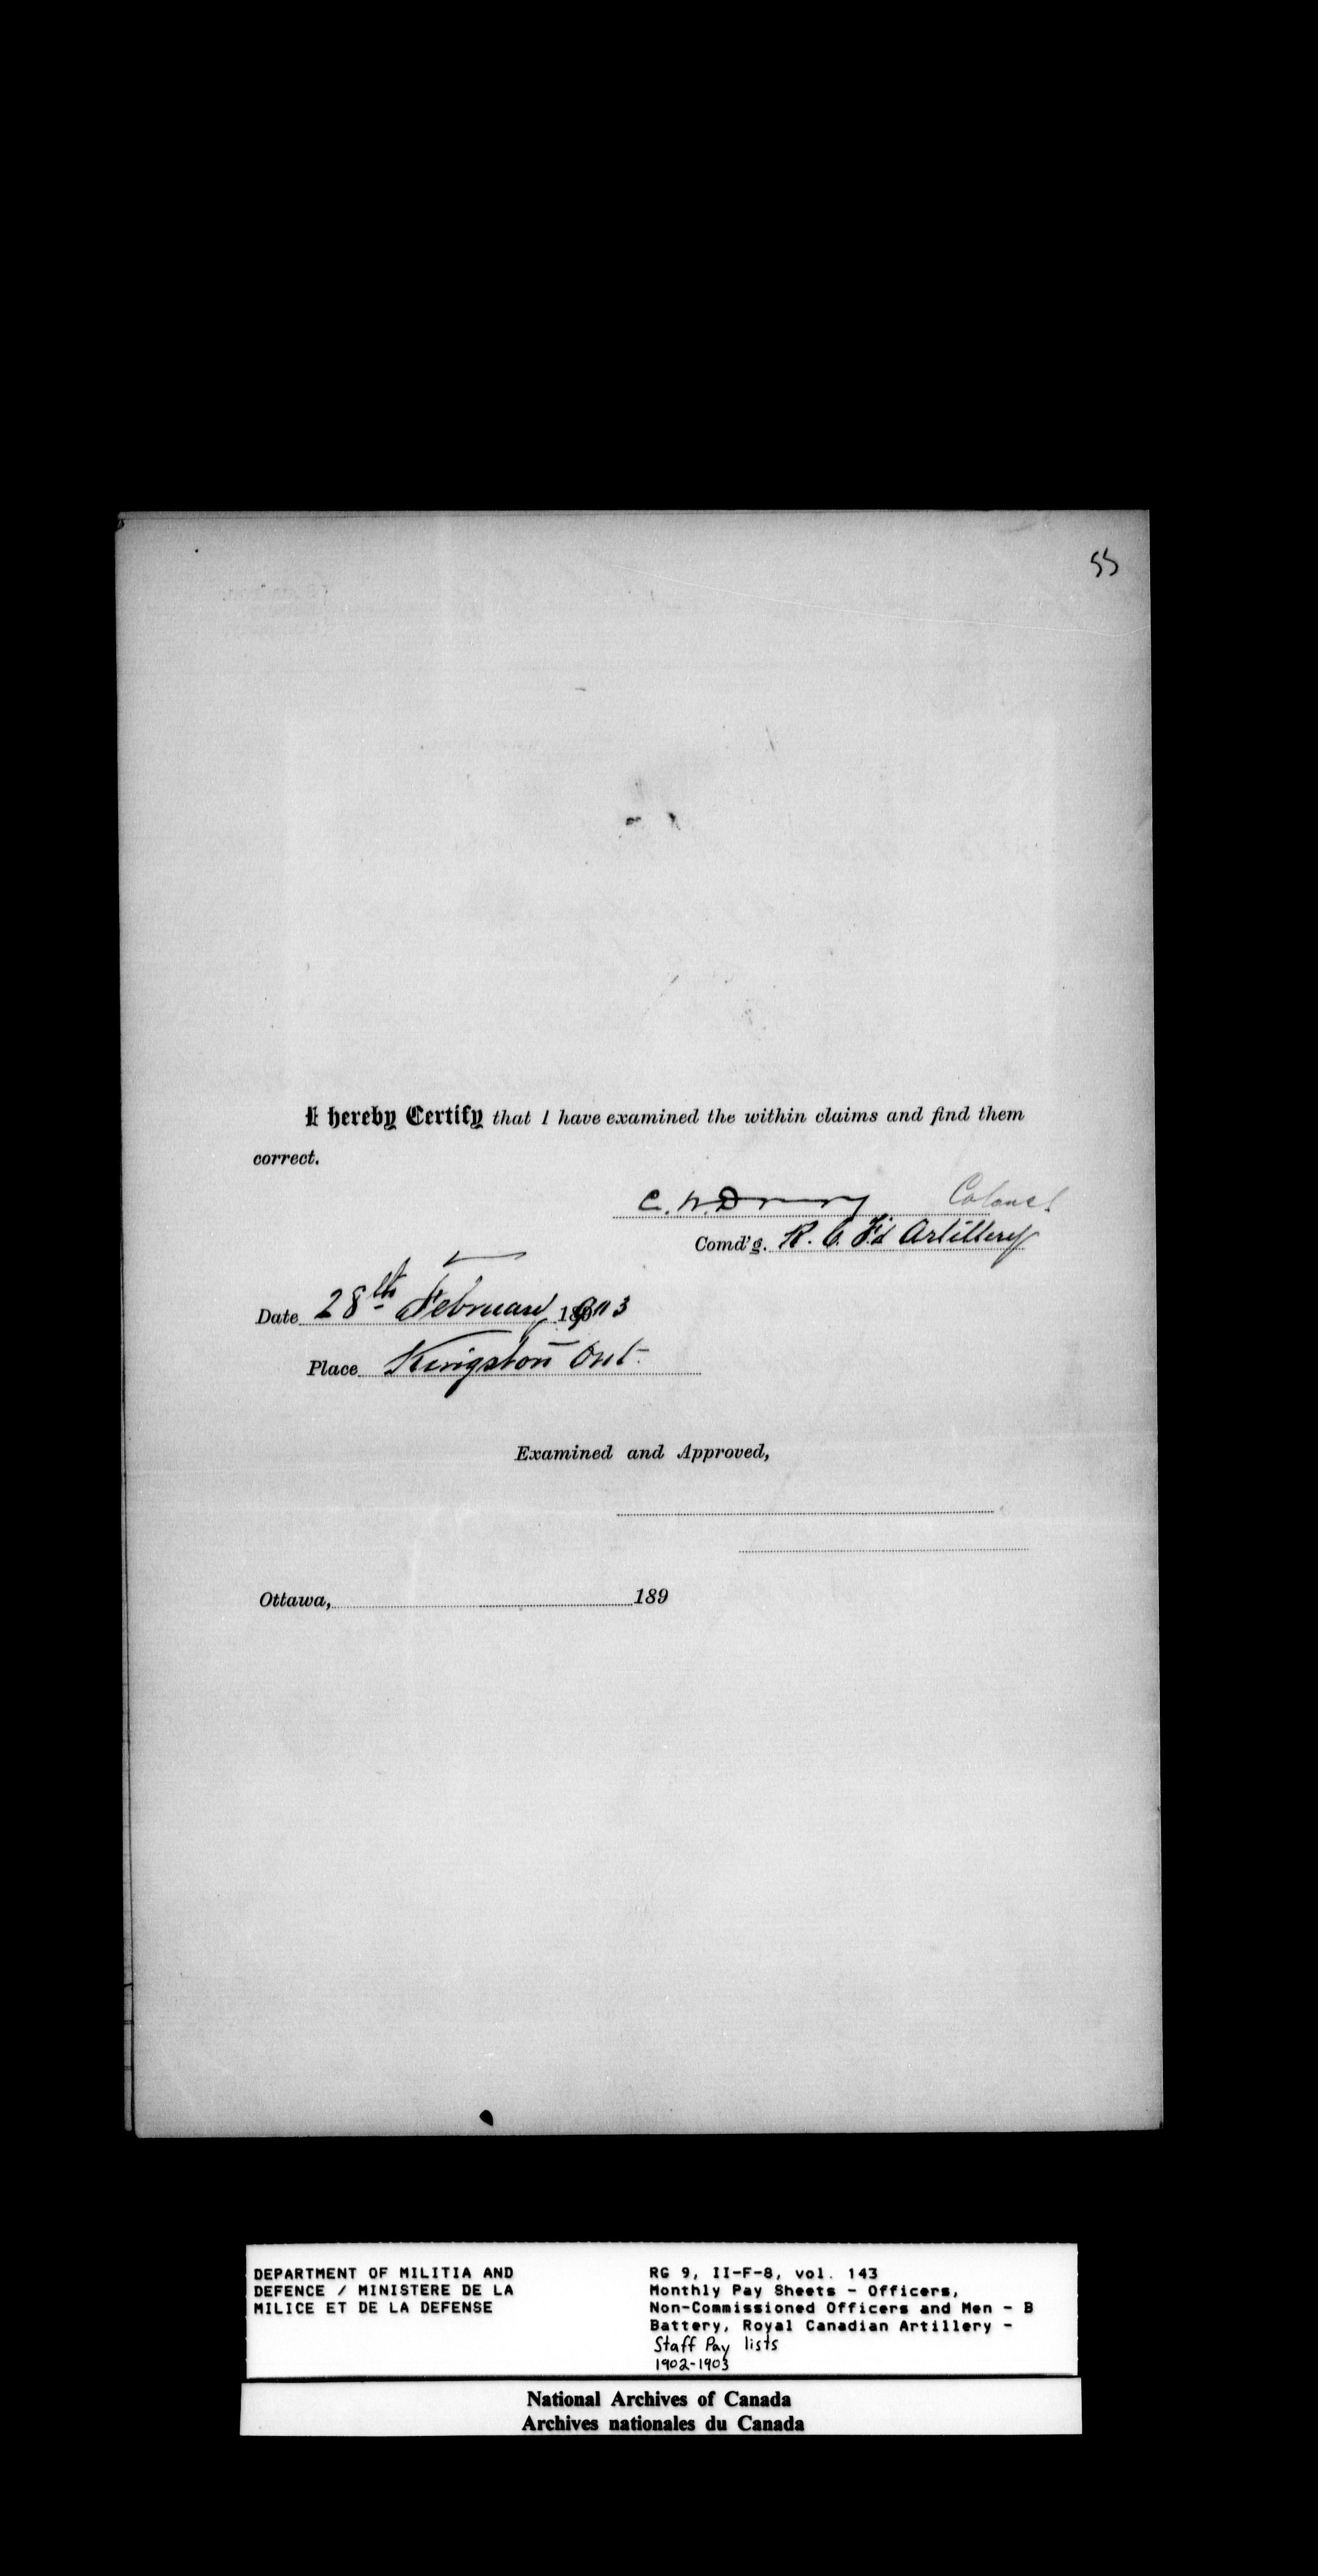 55
I hereby Certify that I have examined the within claims and find them
correct.
C. W. Drury Colonel
Comd'g. R. C. F'd Artillery
Date 28th February 1903
Place Kingston Ont.
Examined and Approved,
Ottawa, 189
DEPARTMENT OF MILITIA AND
DEFENCE / MINISTERE DE LA
MILICE ET DE LA DEFENSE
RG 9, II-F-8, vol. 143
Monthly Pay Sheets - Officers,
Non-Commissioned Officers and Men - B
Battery, Royal Canadian Artillery -
Staff Pay lists
1902-1903
National Archives of Canada
Archives nationales du Canada